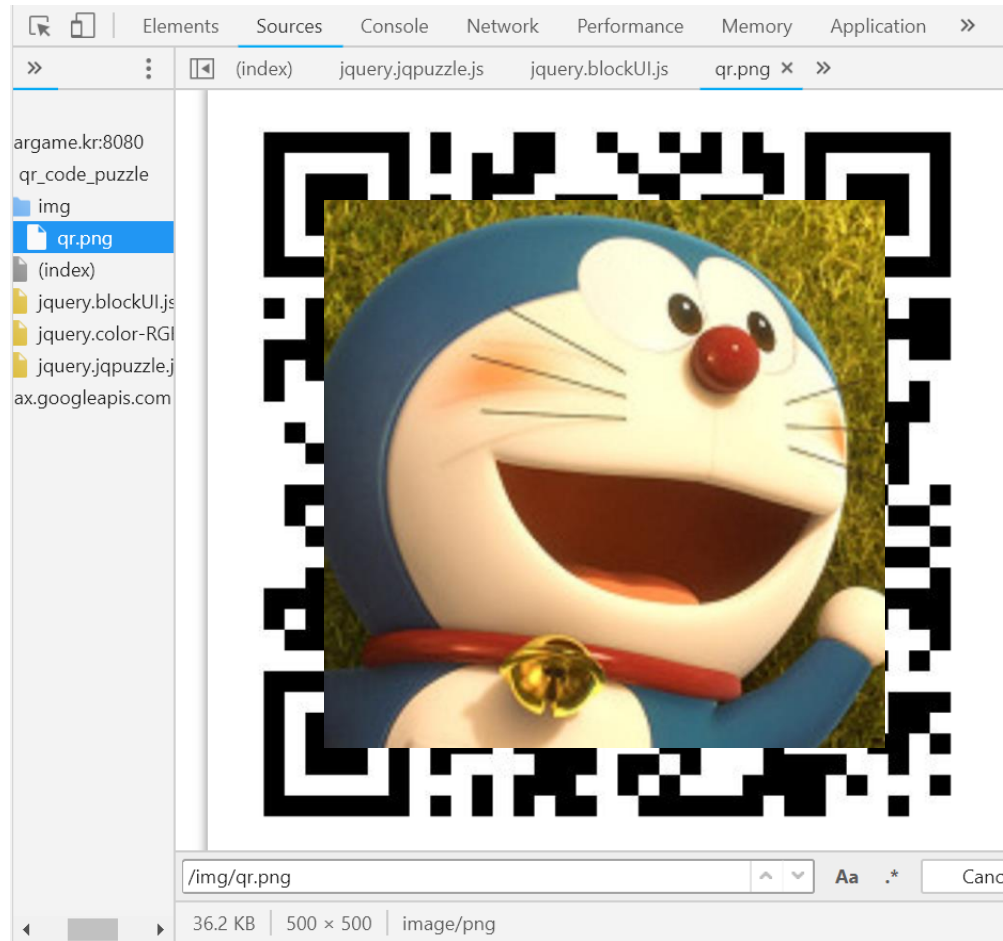 Elements Sources Console Network Performance Memory Application »
» (index) jquery.jqpuzzle.js jquery.blockUI.js qr.png × »
argame.kr:8080
qr_code_puzzle
img
qr.png
(index)
jquery.blockUI.js
jquery.color-RGI
jquery.jqpuzzle.j
ax.googleapis.com
/img/qr.png Aa .* Canc
36.2 KB 500 × 500 image/png